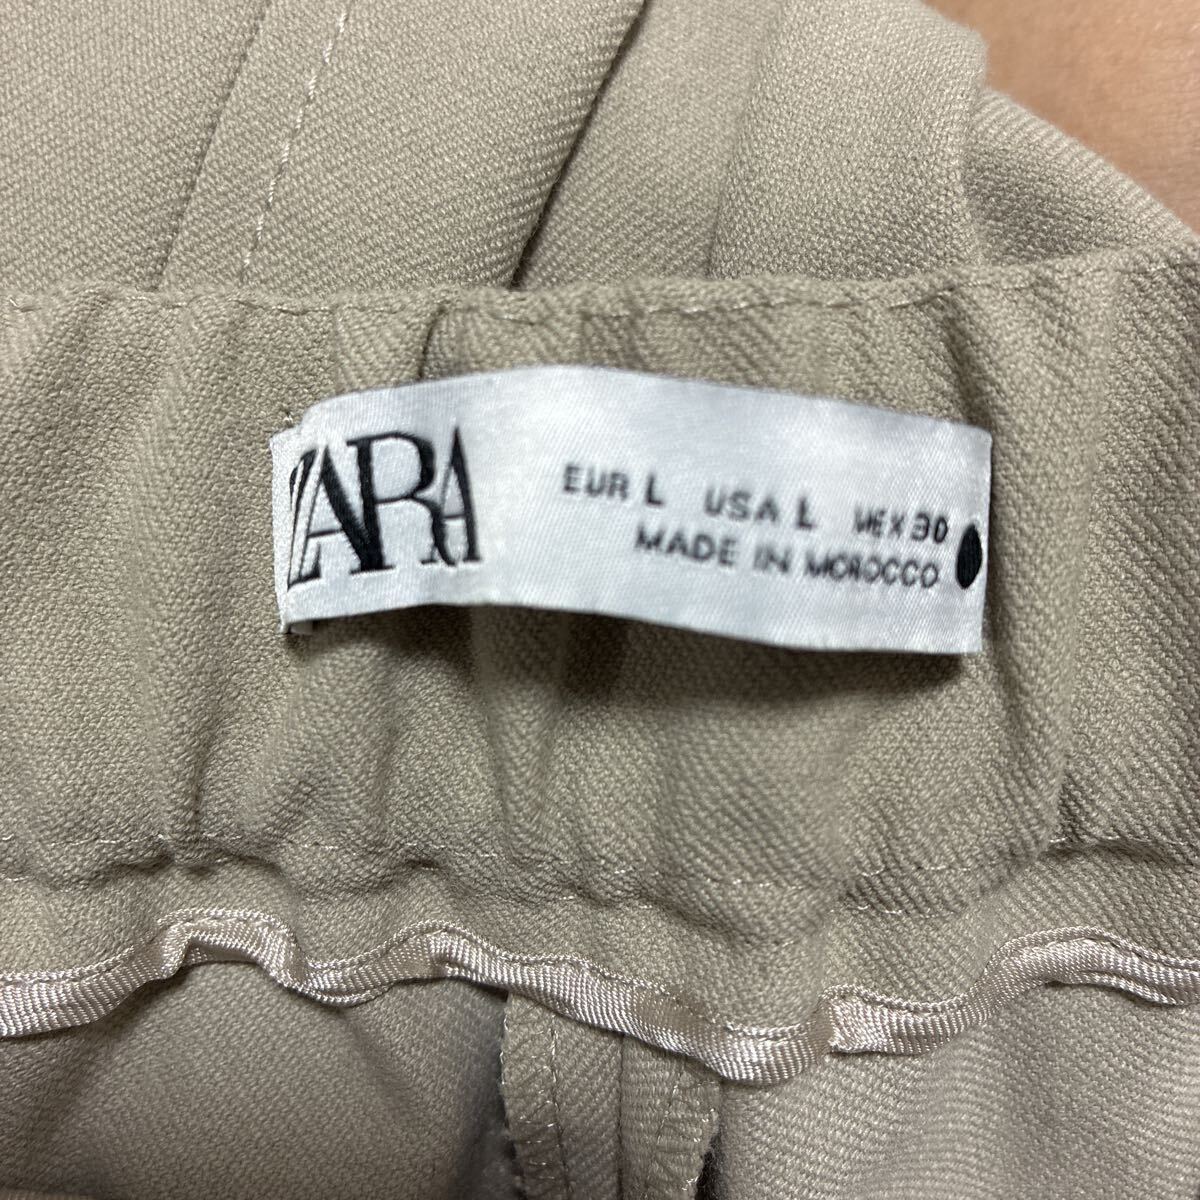 ZARA
EUR L USA L MEX 30
MADE IN MOROCCO